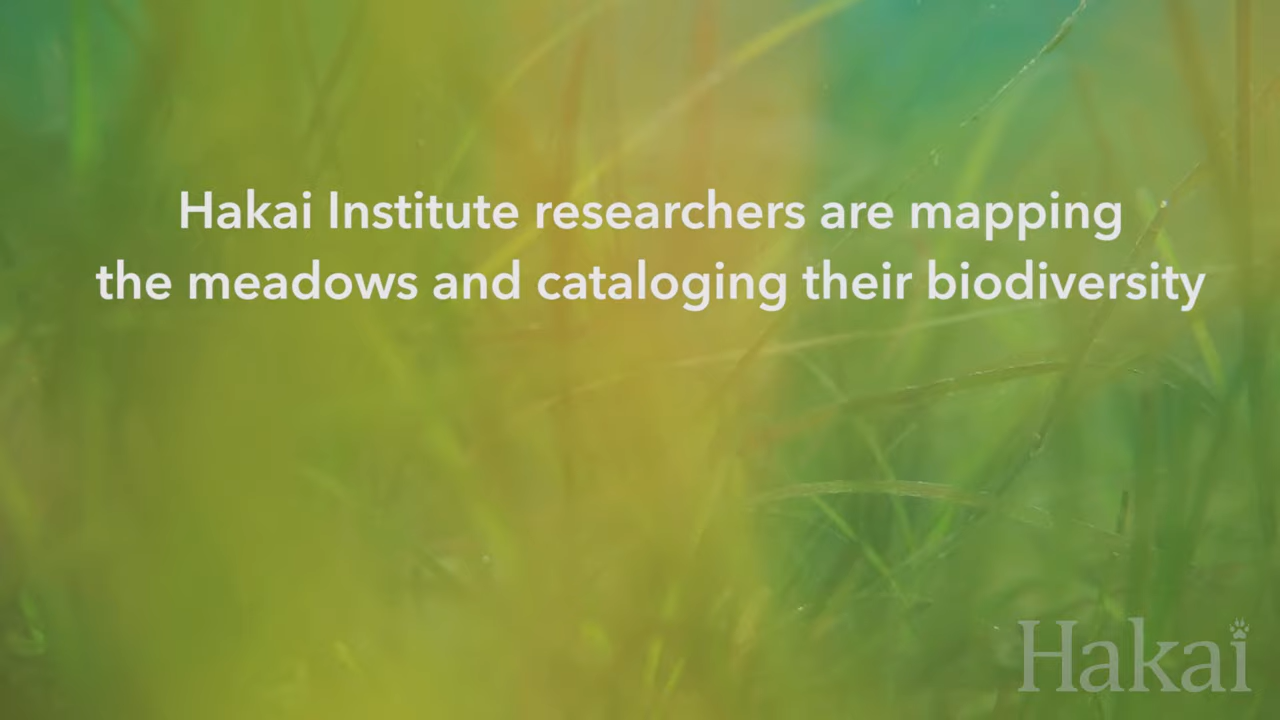 Hakai Institute researchers are mapping
the meadows and cataloging their biodiversity
Hakai